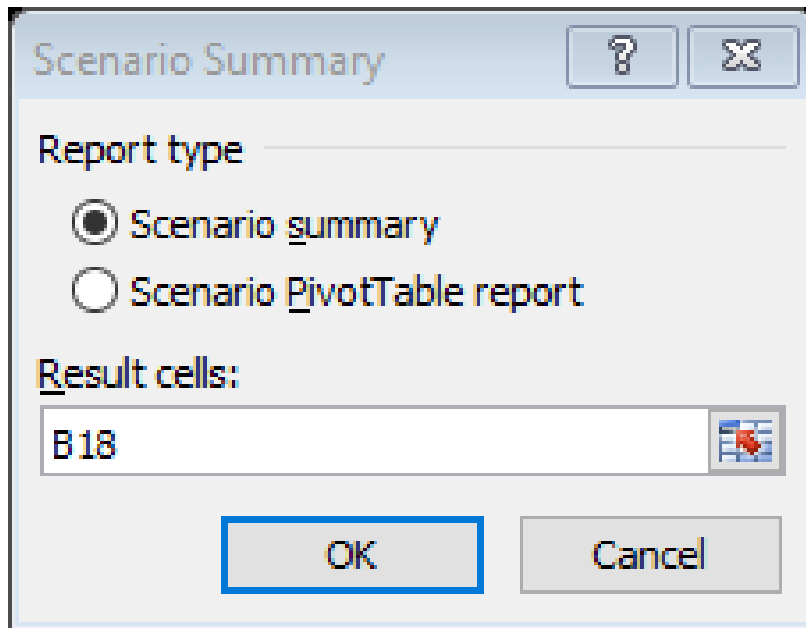 Scenario Summary
Report type
Scenario summary
Scenario PivotTable report
Result cells:
B18
OK Cancel